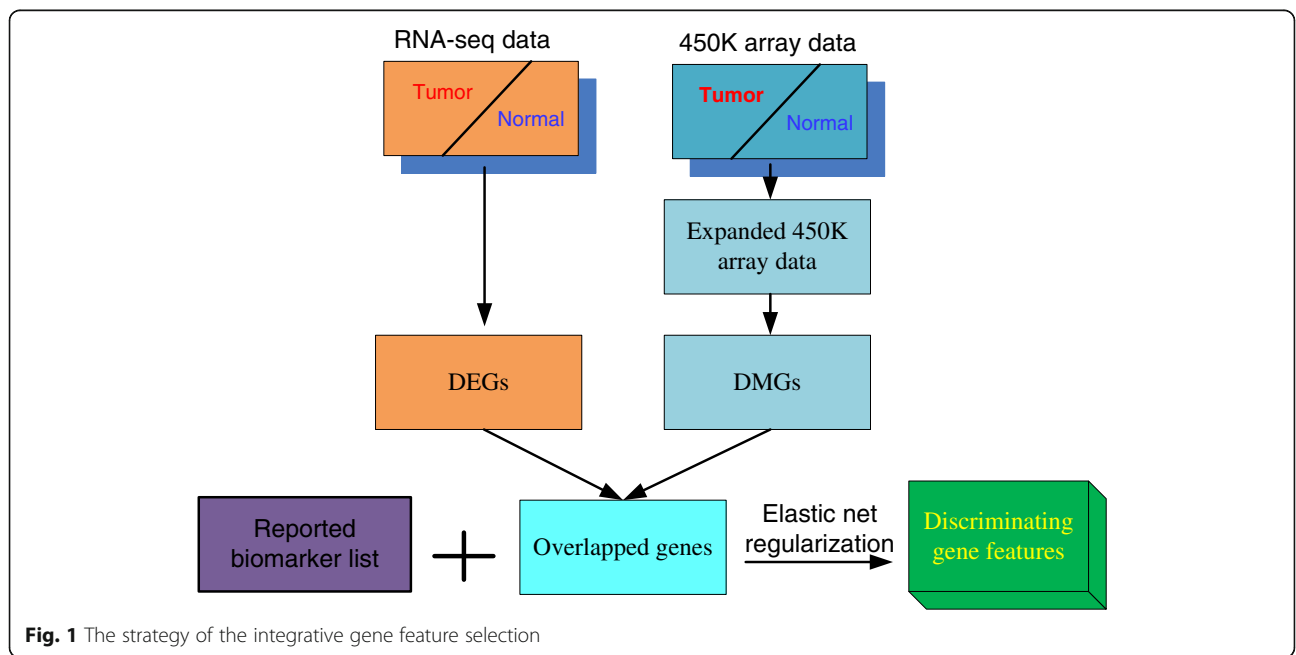 RNA-seq data
450K array data
Tumor
Normal
Tumor
Normal
Expanded 450K
array data
DEGs
DMGs
Reported
biomarker list
Overlapped genes
Elastic net
regularization
Discriminating
gene features
Fig. 1 The strategy of the integrative gene feature selection